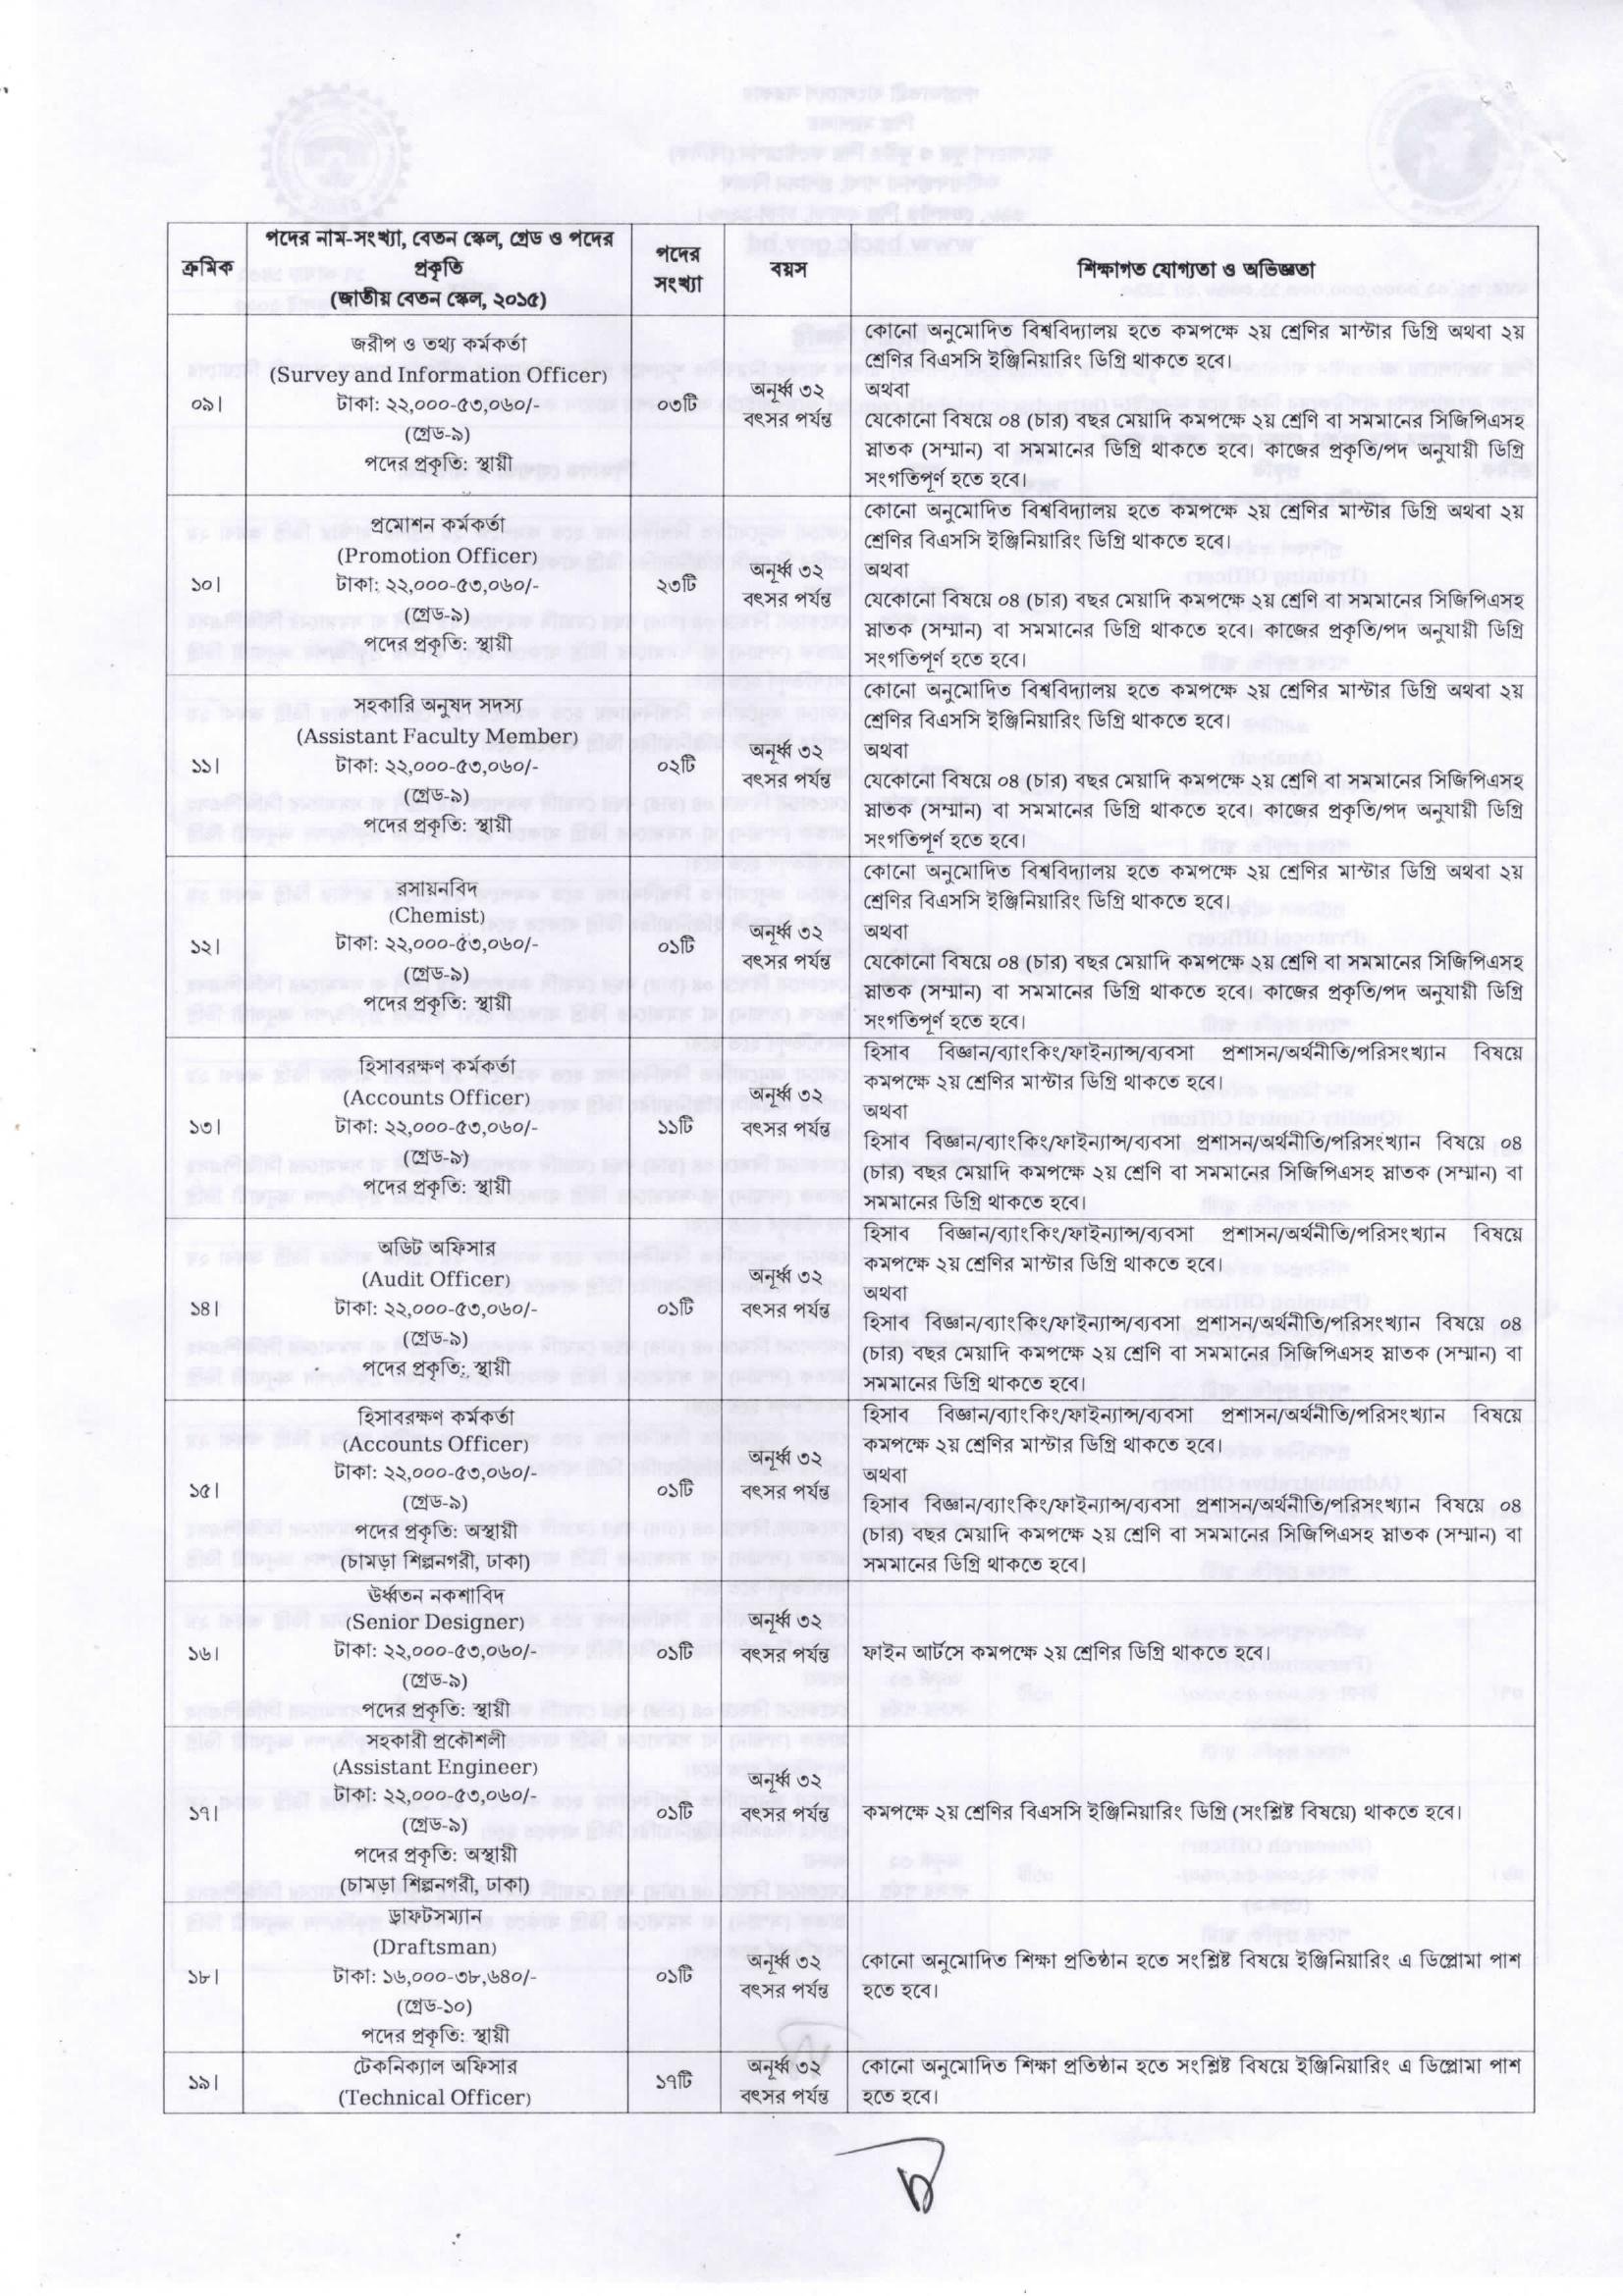 ক্রমিক
পদের নাম-সংখ্যা, বেতন স্কেল, গ্রেড ও পদের
প্রকৃতি
(জাতীয় বেতন স্কেল, ২০১৫)
পদের
সংখ্যা
বয়স
শিক্ষাগত যোগ্যতা ও অভিজ্ঞতা
০৯।
জরীপ ও তথ্য কর্মকর্তা
(Survey and Information Officer)
টাকা: ২২,০০০-৫৩,০৬০/-
(গ্রেড-৯)
পদের প্রকৃতি: স্থায়ী
০৩টি
অনূর্ধ্ব ৩২
বৎসর পর্যন্ত
কোনো অনুমোদিত বিশ্ববিদ্যালয় হতে কমপক্ষে ২য় শ্রেণির মাস্টার ডিগ্রি অথবা ২য়
শ্রেণির বিএসসি ইঞ্জিনিয়ারিং ডিগ্রি থাকতে হবে।
অথবা
যেকোনো বিষয়ে ০৪ (চার) বছর মেয়াদি কমপক্ষে ২য় শ্রেণি বা সমমানের সিজিপিএসহ
স্নাতক (সম্মান) বা সমমানের ডিগ্রি থাকতে হবে। কাজের প্রকৃতি/পদ অনুযায়ী ডিগ্রি
সংগতিপূর্ণ হতে হবে।
১০।
প্রমোশন কর্মকর্তা
(Promotion Officer)
টাকা: ২২,০০০-৫৩,০৬০/-
(গ্রেড-৯)
পদের প্রকৃতি: স্থায়ী
২৩টি
অনূর্ধ্ব ৩২
বৎসর পর্যন্ত
কোনো অনুমোদিত বিশ্ববিদ্যালয় হতে কমপক্ষে ২য় শ্রেণির মাস্টার ডিগ্রি অথবা ২য়
শ্রেণির বিএসসি ইঞ্জিনিয়ারিং ডিগ্রি থাকতে হবে।
অথবা
যেকোনো বিষয়ে ০৪ (চার) বছর মেয়াদি কমপক্ষে ২য় শ্রেণি বা সমমানের সিজিপিএসহ
স্নাতক (সম্মান) বা সমমানের ডিগ্রি থাকতে হবে। কাজের প্রকৃতি/পদ অনুযায়ী ডিগ্রি
সংগতিপূর্ণ হতে হবে।
১১।
সহকারি অনুষদ সদস্য
(Assistant Faculty Member)
টাকা: ২২,০০০-৫৩,০৬০/-
(গ্রেড-৯)
পদের প্রকৃতি: স্থায়ী
০২টি
অনূর্ধ্ব ৩২
বৎসর পর্যন্ত
কোনো অনুমোদিত বিশ্ববিদ্যালয় হতে কমপক্ষে ২য় শ্রেণির মাস্টার ডিগ্রি অথবা ২য়
শ্রেণির বিএসসি ইঞ্জিনিয়ারিং ডিগ্রি থাকতে হবে।
অথবা
যেকোনো বিষয়ে ০৪ (চার) বছর মেয়াদি কমপক্ষে ২য় শ্রেণি বা সমমানের সিজিপিএসহ
স্নাতক (সম্মান) বা সমমানের ডিগ্রি থাকতে হবে। কাজের প্রকৃতি/পদ অনুযায়ী ডিগ্রি
সংগতিপূর্ণ হতে হবে।
১২।
রসায়নবিদ
(Chemist)
টাকা: ২২,০০০-৫৩,০৬০/-
(গ্রেড-৯)
পদের প্রকৃতি: স্থায়ী
০১টি
অনূর্ধ্ব ৩২
বৎসর পর্যন্ত
কোনো অনুমোদিত বিশ্ববিদ্যালয় হতে কমপক্ষে ২য় শ্রেণির মাস্টার ডিগ্রি অথবা ২য়
শ্রেণির বিএসসি ইঞ্জিনিয়ারিং ডিগ্রি থাকতে হবে।
অথবা
যেকোনো বিষয়ে ০৪ (চার) বছর মেয়াদি কমপক্ষে ২য় শ্রেণি বা সমমানের সিজিপিএসহ
স্নাতক (সম্মান) বা সমমানের ডিগ্রি থাকতে হবে। কাজের প্রকৃতি/পদ অনুযায়ী ডিগ্রি
সংগতিপূর্ণ হতে হবে।
১৩।
হিসাবরক্ষণ কর্মকর্তা
(Accounts Officer)
টাকা: ২২,০০০-৫৩,০৬০/-
(গ্রেড-৯)
পদের প্রকৃতি: স্থায়ী
১১টি
অনূর্ধ্ব ৩২
বৎসর পর্যন্ত
হিসাব বিজ্ঞান/ব্যাংকিং/ফাইন্যান্স/ব্যবসা প্রশাসন/অর্থনীতি/পরিসংখ্যান বিষয়ে
কমপক্ষে ২য় শ্রেণির মাস্টার ডিগ্রি থাকতে হবে।
অথবা
হিসাব বিজ্ঞান/ব্যাংকিং/ফাইন্যান্স/ব্যবসা প্রশাসন/অর্থনীতি/পরিসংখ্যান বিষয়ে ০৪
(চার) বছর মেয়াদি কমপক্ষে ২য় শ্রেণি বা সমমানের সিজিপিএসহ স্নাতক (সম্মান) বা
সমমানের ডিগ্রি থাকতে হবে।
১৪।
অডিট অফিসার
(Audit Officer)
টাকা: ২২,০০০-৫৩,০৬০/-
(গ্রেড-৯)
পদের প্রকৃতি: স্থায়ী
০১টি
অনূর্ধ্ব ৩২
বৎসর পর্যন্ত
হিসাব বিজ্ঞান/ব্যাংকিং/ফাইন্যান্স/ব্যবসা প্রশাসন/অর্থনীতি/পরিসংখ্যান বিষয়ে
কমপক্ষে ২য় শ্রেণির মাস্টার ডিগ্রি থাকতে হবে।
অথবা
হিসাব বিজ্ঞান/ব্যাংকিং/ফাইন্যান্স/ব্যবসা প্রশাসন/অর্থনীতি/পরিসংখ্যান বিষয়ে ০৪
(চার) বছর মেয়াদি কমপক্ষে ২য় শ্রেণি বা সমমানের সিজিপিএসহ স্নাতক (সম্মান) বা
সমমানের ডিগ্রি থাকতে হবে।
১৫।
হিসাবরক্ষণ কর্মকর্তা
(Accounts Officer)
টাকা: ২২,০০০-৫৩,০৬০/-
(গ্রেড-৯)
পদের প্রকৃতি: অস্থায়ী
(চামড়া শিল্পনগরী, ঢাকা)
০১টি
অনূর্ধ্ব ৩২
বৎসর পর্যন্ত
হিসাব বিজ্ঞান/ব্যাংকিং/ফাইন্যান্স/ব্যবসা প্রশাসন/অর্থনীতি/পরিসংখ্যান বিষয়ে
কমপক্ষে ২য় শ্রেণির মাস্টার ডিগ্রি থাকতে হবে।
অথবা
হিসাব বিজ্ঞান/ব্যাংকিং/ফাইন্যান্স/ব্যবসা প্রশাসন/অর্থনীতি/পরিসংখ্যান বিষয়ে ০৪
(চার) বছর মেয়াদি কমপক্ষে ২য় শ্রেণি বা সমমানের সিজিপিএসহ স্নাতক (সম্মান) বা
সমমানের ডিগ্রি থাকতে হবে।
১৬।
উর্ধ্বতন নকশাবিদ
(Senior Designer)
টাকা: ২২,০০০-৫৩,০৬০/-
(গ্রেড-৯)
পদের প্রকৃতি: স্থায়ী
০১টি
অনূর্ধ্ব ৩২
বৎসর পর্যন্ত
ফাইন আর্টসে কমপক্ষে ২য় শ্রেণির ডিগ্রি থাকতে হবে।
১৭।
সহকারী প্রকৌশলী
(Assistant Engineer)
টাকা: ২২,০০০-৫৩,০৬০/-
(গ্রেড-৯)
পদের প্রকৃতি: অস্থায়ী
(চামড়া শিল্পনগরী, ঢাকা)
০১টি
অনূর্ধ্ব ৩২
বৎসর পর্যন্ত
কমপক্ষে ২য় শ্রেণির বিএসসি ইঞ্জিনিয়ারিং ডিগ্রি (সংশ্লিষ্ট বিষয়ে) থাকতে হবে।
১৮।
ড্রাফটসম্যান
(Draftsman)
টাকা: ১৬,০০০-৩৮,৬৪০/-
(গ্রেড-১০)
পদের প্রকৃতি: স্থায়ী
০১টি
অনূর্ধ্ব ৩২
বৎসর পর্যন্ত
কোনো অনুমোদিত শিক্ষা প্রতিষ্ঠান হতে সংশ্লিষ্ট বিষয়ে ইঞ্জিনিয়ারিং এ ডিপ্লোমা পাশ
হতে হবে।
১৯।
টেকনিক্যাল অফিসার
(Technical Officer)
১৭টি
অনূর্ধ্ব ৩২
বৎসর পর্যন্ত
কোনো অনুমোদিত শিক্ষা প্রতিষ্ঠান হতে সংশ্লিষ্ট বিষয়ে ইঞ্জিনিয়ারিং এ ডিপ্লোমা পাশ
হতে হবে।